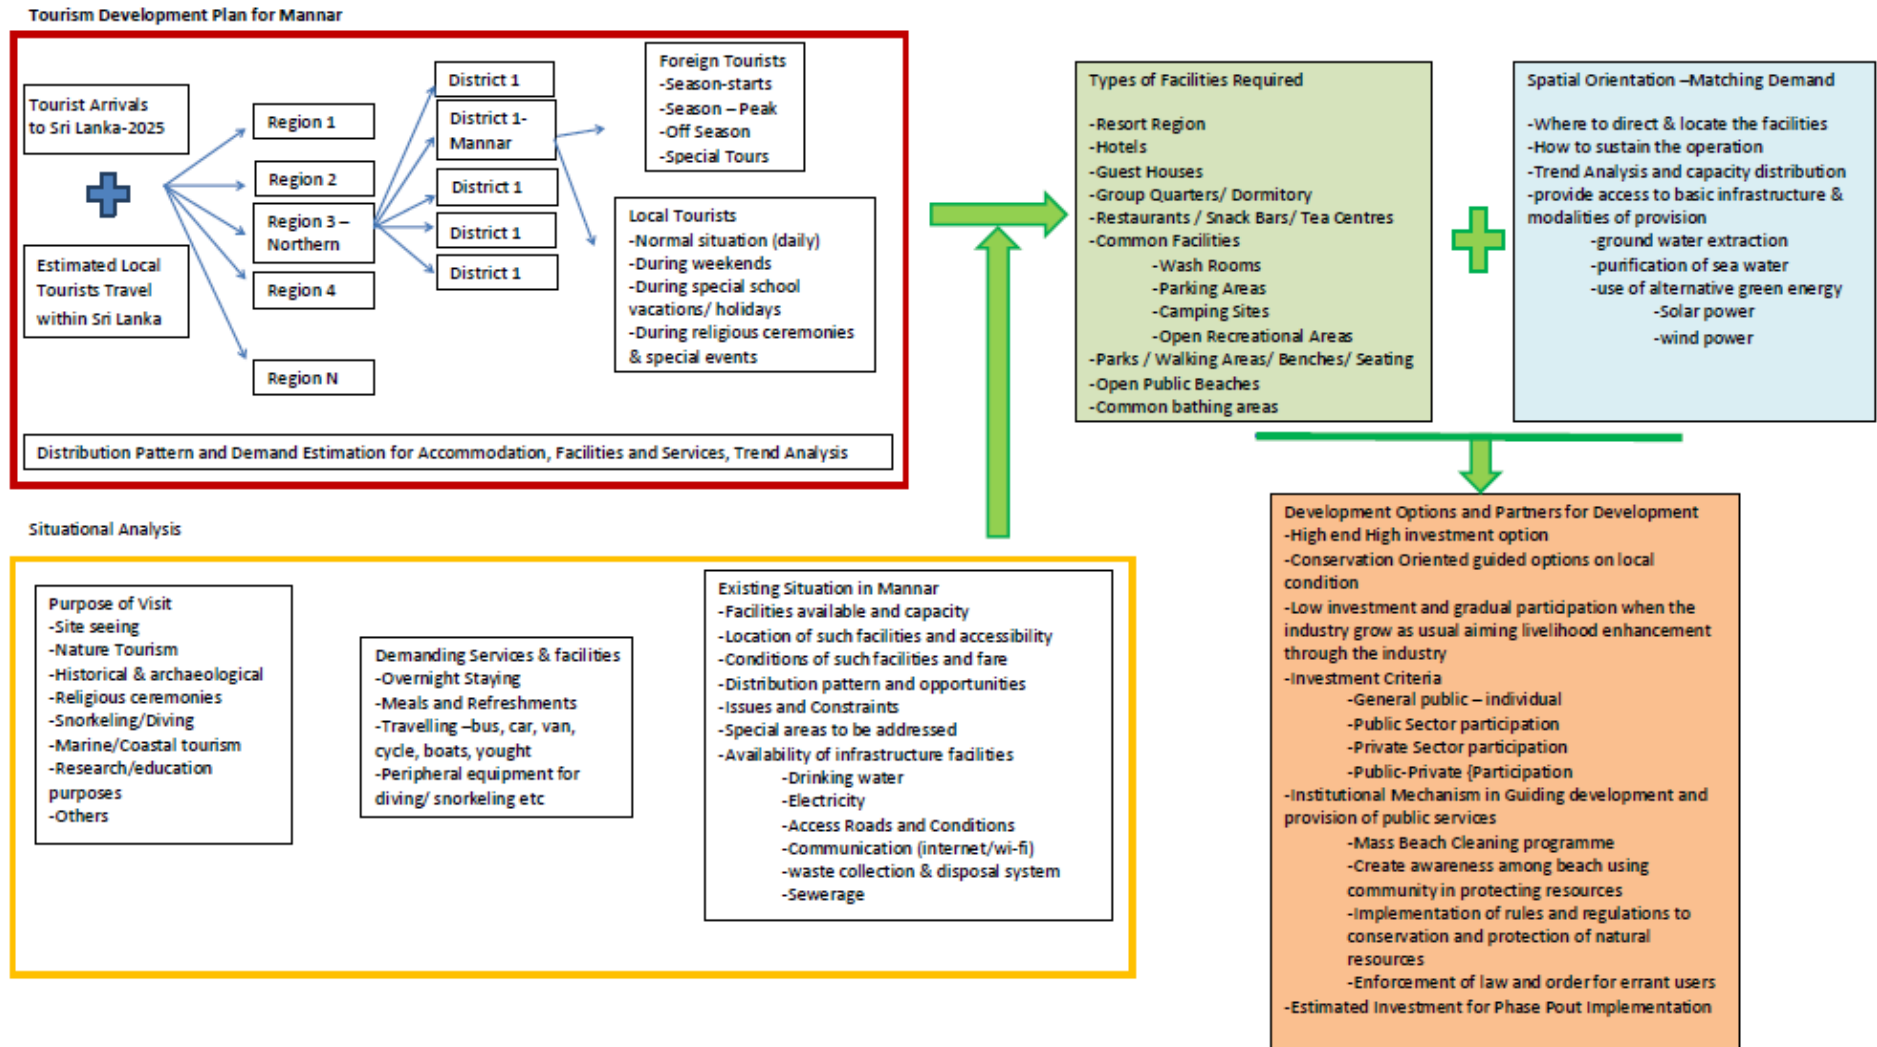 Tourism Development Plan for Mannar
Tourist Arrivals
to Sri Lanka-2025
Estimated Local
Tourists Travel
within Sri Lanka
Region 1
Region 2
Region 3 –
Northern
Region 4
Region N
District 1
District 1-
Mannar
District 1
District 1
District 1
Foreign Tourists
-Season-starts
-Season – Peak
-Off Season
-Special Tours
Local Tourists
-Normal situation (daily)
-During weekends
-During special school
vacations/ holidays
-During religious ceremonies
& special events
Distribution Pattern and Demand Estimation for Accommodation, Facilities and Services, Trend Analysis
Types of Facilities Required
-Resort Region
-Hotels
-Guest Houses
-Group Quarters/ Dormitory
-Restaurants / Snack Bars/ Tea Centres
-Common Facilities
-Wash Rooms
-Parking Areas
-Camping Sites
-Open Recreational Areas
-Parks / Walking Areas/ Benches/ Seating
-Open Public Beaches
-Common bathing areas
Spatial Orientation –Matching Demand
-Where to direct & locate the facilities
-How to sustain the operation
-Trend Analysis and capacity distribution
-provide access to basic infrastructure &
modalities of provision
-ground water extraction
-purification of sea water
-use of alternative green energy
-Solar power
-wind power
Situational Analysis
Purpose of Visit
-Site seeing
-Nature Tourism
-Historical & archaeological
-Religious ceremonies
-Snorkeling/Diving
-Marine/Coastal tourism
-Research/education
purposes
-Others
Demanding Services & facilities
-Overnight Staying
-Meals and Refreshments
-Travelling –bus, car, van,
cycle, boats, yought
-Peripheral equipment for
diving/ snorkeling etc
Existing Situation in Mannar
-Facilities available and capacity
-Location of such facilities and accessibility
-Conditions of such facilities and fare
-Distribution pattern and opportunities
-Issues and Constraints
-Special areas to be addressed
-Availability of infrastructure facilities
-Drinking water
-Electricity
-Access Roads and Conditions
-Communication (internet/wi-fi)
-waste collection & disposal system
-Sewerage
Development Options and Partners for Development
-High end High investment option
-Conservation Oriented guided options on local
condition
-Low investment and gradual participation when the
industry grow as usual aiming livelihood enhancement
through the industry
-Investment Criteria
-General public – individual
-Public Sector participation
-Private Sector participation
-Public-Private {Participation
-Institutional Mechanism in Guiding development and
provision of public services
-Mass Beach Cleaning programme
-Create awareness among beach using
community in protecting resources
-Implementation of rules and regulations to
conservation and protection of natural
resources
-Enforcement of law and order for errant users
-Estimated Investment for Phase Pout Implementation